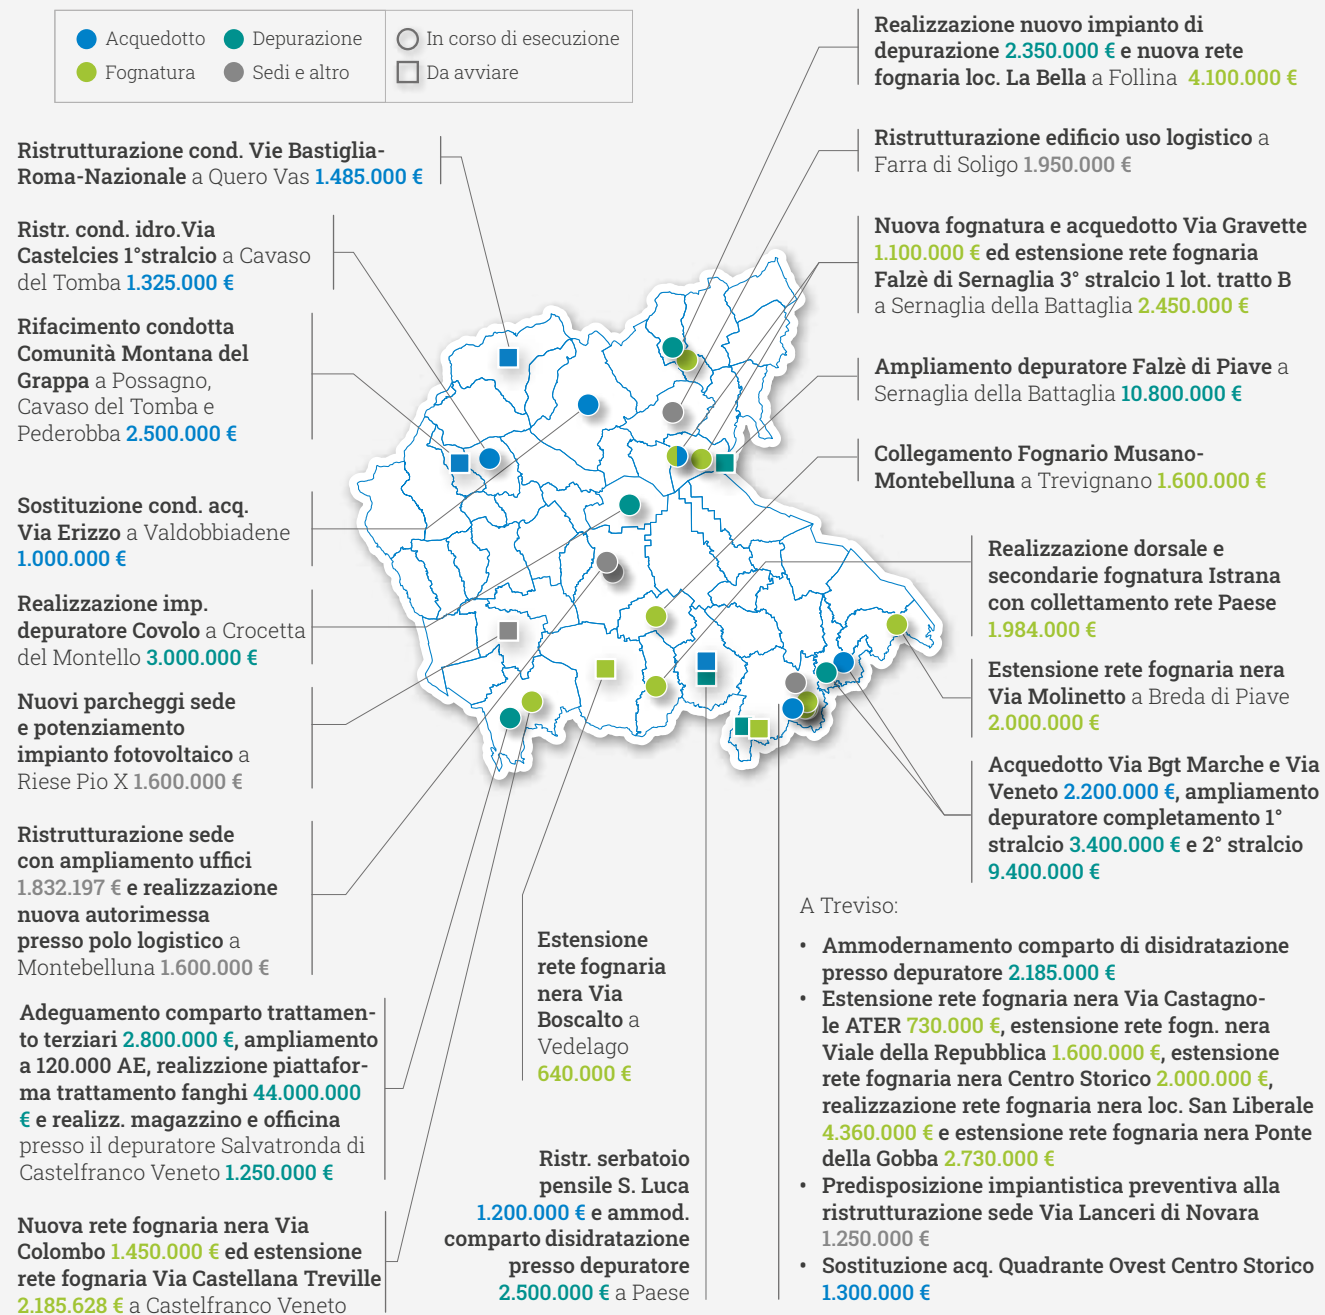 Acquedotto
Depurazione
In corso di esecuzione
Fognatura
Sedi e altro
Da avviare
Ristrutturazione cond. Vie Bastiglia-
Roma-Nazionale a Quero Vas 1.485.000 €
Ristr. cond. idro.Via
Castelcies 1°stralcio a Cavaso
del Tomba 1.325.000 €
Rifacimento condotta
Comunità Montana del
Grappa a Possagno,
Cavaso del Tomba e
Pederobba 2.500.000 €
Sostituzione cond. acq.
Via Erizzo a Valdobbiadene
1.000.000 €
Realizzazione imp.
depuratore Covolo a Crocetta
del Montello 3.000.000 €
Nuovi parcheggi sede
e potenziamento
impianto fotovoltaico a
Riese Pio X 1.600.000 €
Ristrutturazione sede
con ampliamento uffici
1.832.197 € e realizzazione
nuova autorimessa
presso polo logistico a
Montebelluna 1.600.000 €
Adeguamento comparto trattamen-
to terziari 2.800.000 €, ampliamento
a 120.000 AE, realizzione piattafor-
ma trattamento fanghi 44.000.000
€ e realizz. magazzino e officina
presso il depuratore Salvatronda di
Castelfranco Veneto 1.250.000 €
Nuova rete fognaria nera Via
Colombo 1.450.000 € ed estensione
rete fognaria Via Castellana Treville
2.185.628 € a Castelfranco Veneto
Estensione
rete fognaria
nera Via
Boscalto a
Vedelago
640.000 €
Ristr. serbatoio
pensile S. Luca
1.200.000 € e ammod.
comparto disidratazione
presso depuratore
2.500.000 € a Paese
Realizzazione nuovo impianto di
depurazione 2.350.000 € e nuova rete
fognaria loc. La Bella a Follina 4.100.000 €
Ristrutturazione edificio uso logistico a
Farra di Soligo 1.950.000 €
Nuova fognatura e acquedotto Via Gravette
1.100.000 € ed estensione rete fognaria
Falzè di Sernaglia 3° stralcio 1 lot. tratto B
a Sernaglia della Battaglia 2.450.000 €
Ampliamento depuratore Falzè di Piave a
Sernaglia della Battaglia 10.800.000 €
Collegamento Fognario Musano-
Montebelluna a Trevignano 1.600.000 €
Realizzazione dorsale e
secondarie fognatura Istrana
con collettamento rete Paese
1.984.000 €
Estensione rete fognaria nera
Via Molinetto a Breda di Piave
2.000.000 €
Acquedotto Via Bgt Marche e Via
Veneto 2.200.000 €, ampliamento
depuratore completamento 1°
stralcio 3.400.000 € e 2° stralcio
9.400.000 €
A Treviso:
• Ammodernamento comparto di disidratazione
presso depuratore 2.185.000 €
• Estensione rete fognaria nera Via Castagno-
le ATER 730.000 €, estensione rete fogn. nera
Viale della Repubblica 1.600.000 €, estensione
rete fognaria nera Centro Storico 2.000.000 €,
realizzazione rete fognaria nera loc. San Liberale
4.360.000 € e estensione rete fognaria nera Ponte
della Gobba 2.730.000 €
• Predisposizione impiantistica preventiva alla
ristrutturazione sede Via Lanceri di Novara
1.250.000 €
• Sostituzione acq. Quadrante Ovest Centro Storico
1.300.000 €